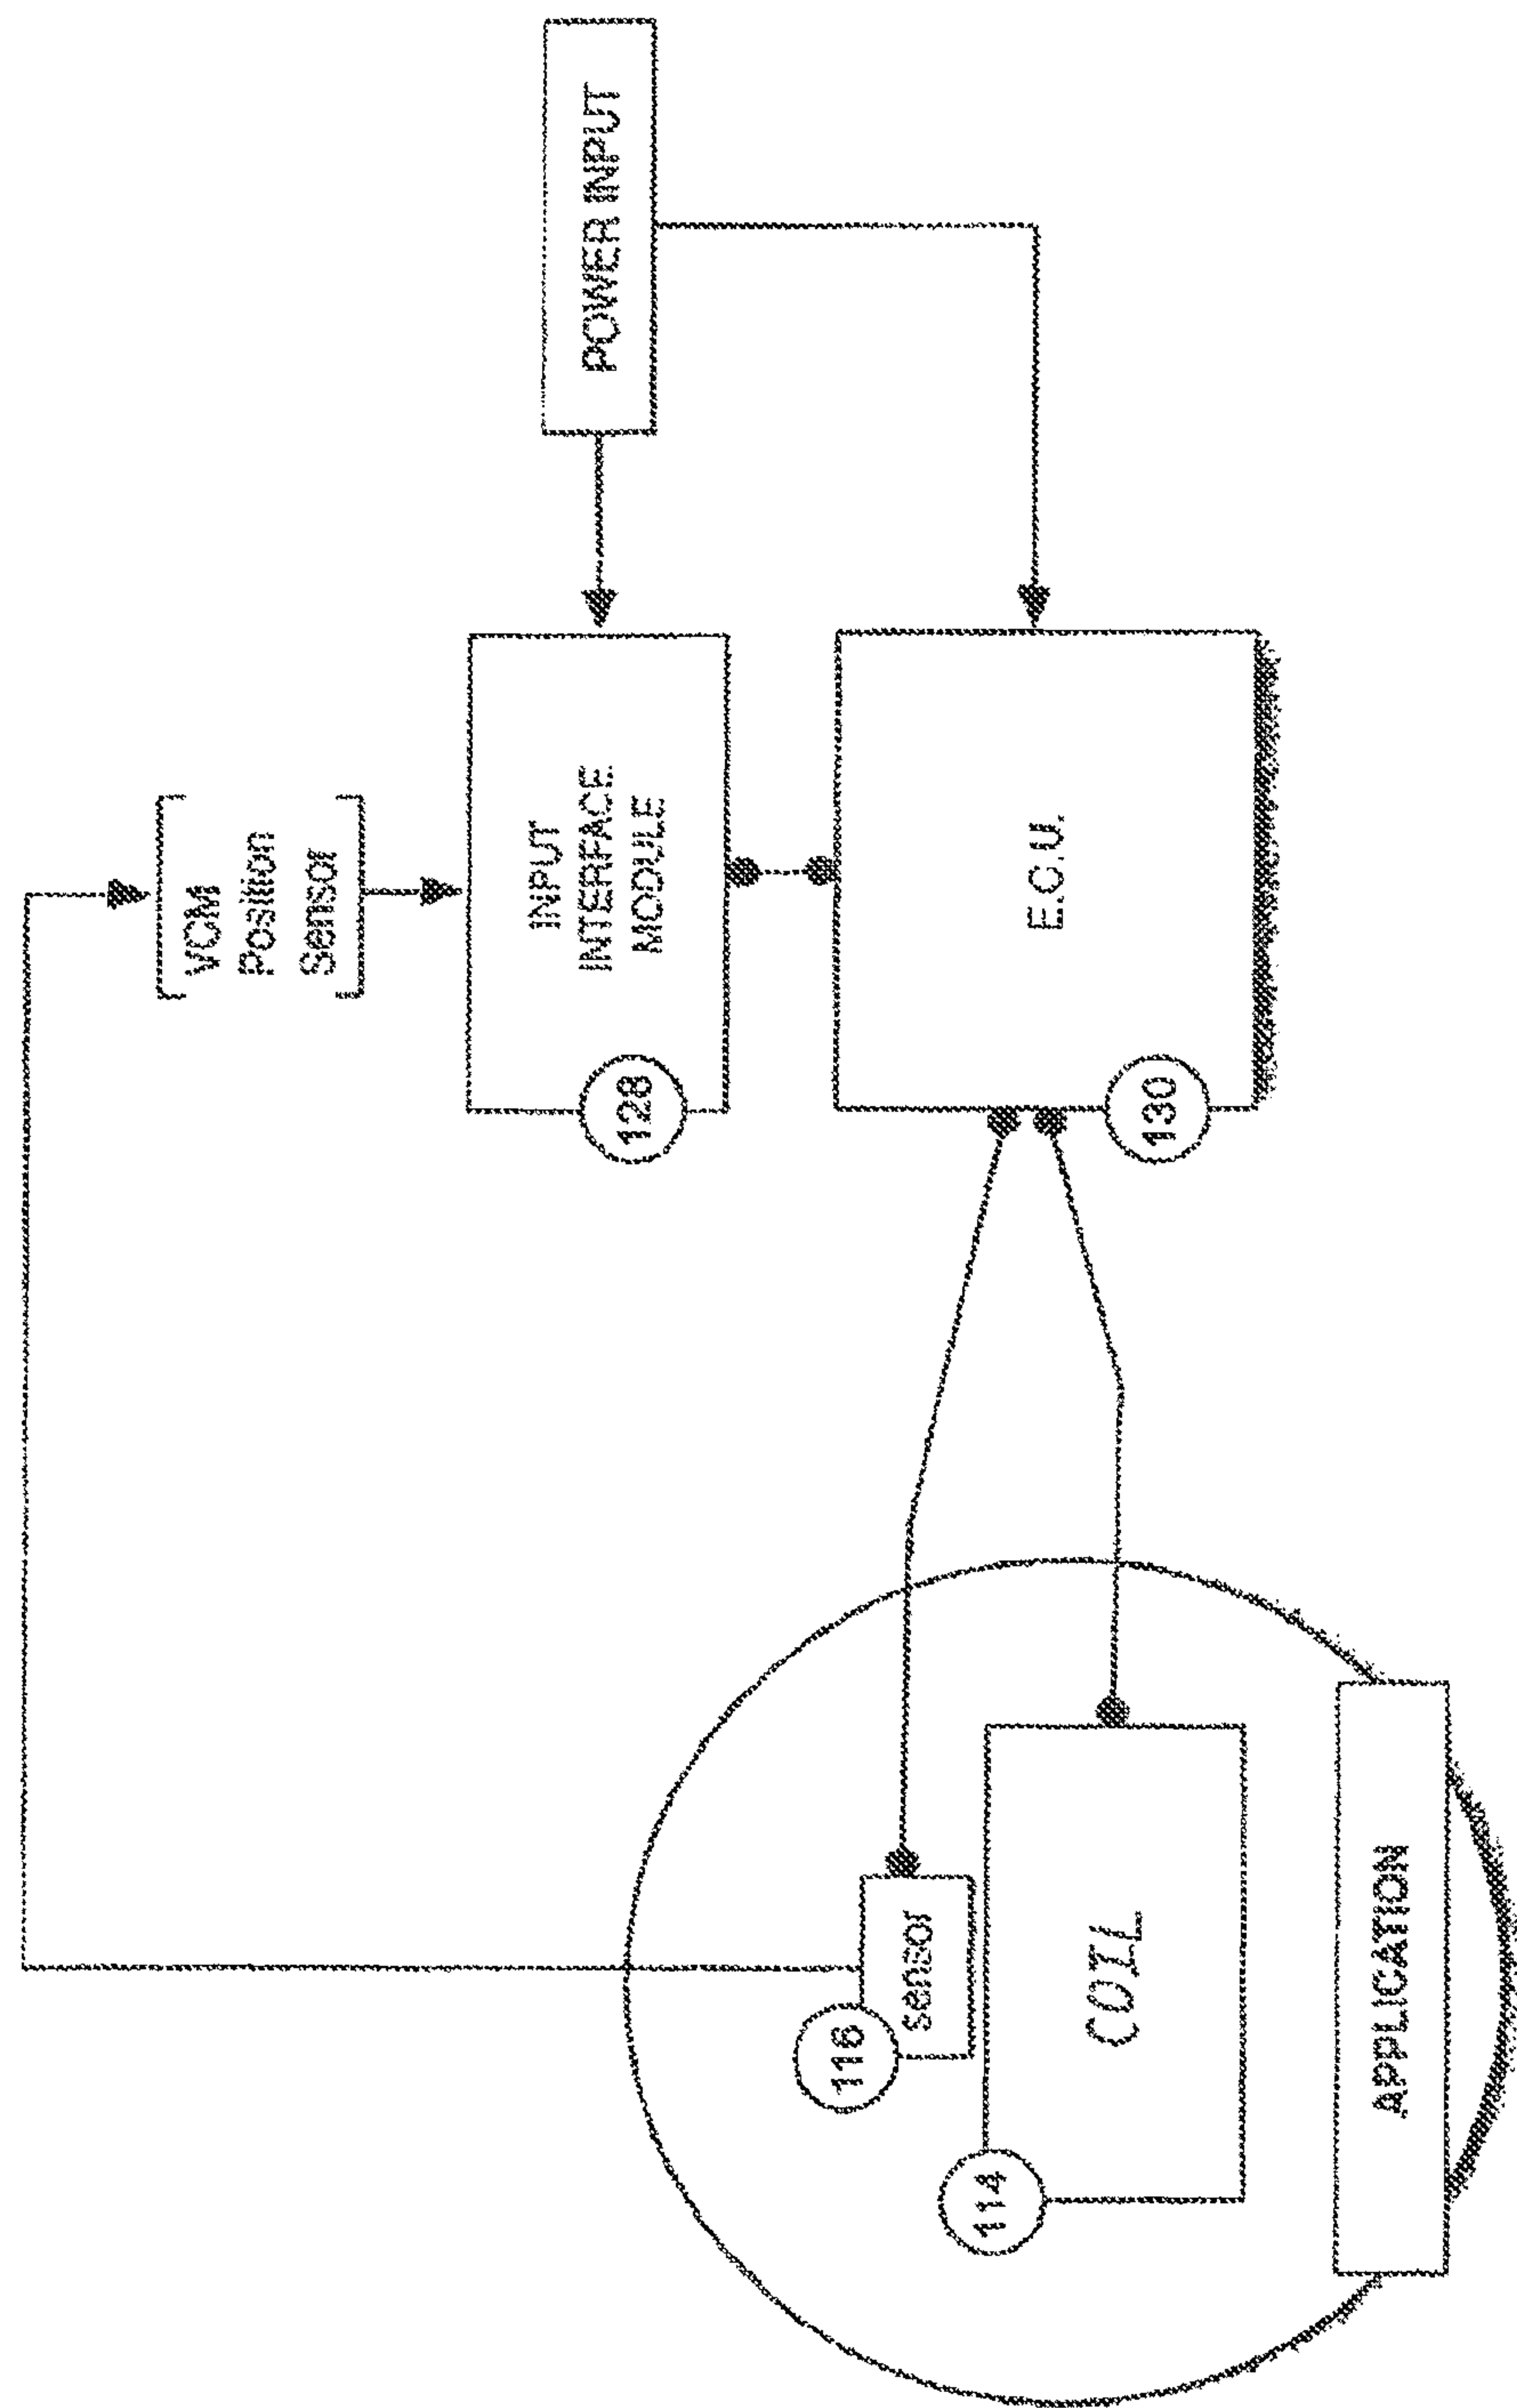 VCM
Position
Sensor
POWER INPUT
INPUT
INTERFACE
MODULE
128
E.C.U.
130
116
sensor
114
COIL
APPLICATION